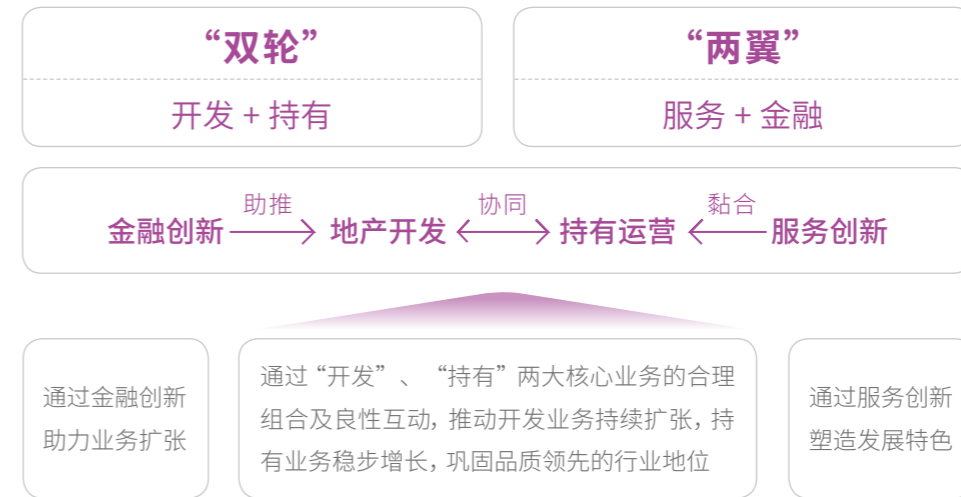 “双轮”
开发 + 持有
“两翼”
服务 + 金融
助推
协同
黏合
金融创新
地产开发
持有运营
服务创新
通过金融创新
助力业务扩张
通过“开发”、“持有”两大核心业务的合理
组合及良性互动，推动开发业务持续扩张，持
有业务稳步增长，巩固品质领先的行业地位
通过服务创新
塑造发展特色